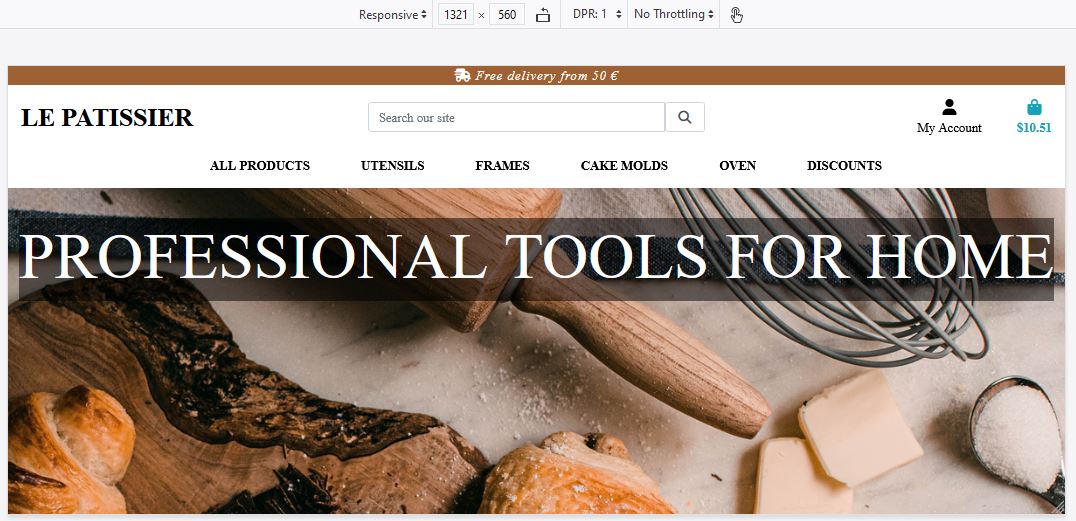 Responsive 1321 × 560 DPR: 1 No Throttling
Free delivery from 50 €
LE PATISSIER
Search our site
My Account
$10.51
ALL PRODUCTS UTENSILS FRAMES CAKE MOLDS OVEN DISCOUNTS
PROFESSIONAL TOOLS FOR HOME